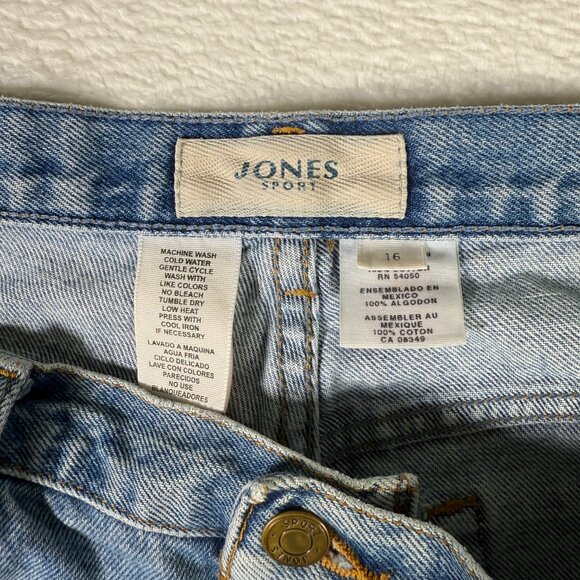 JONES
SPORT
MACHINE WASH
COLD WATER
GENTLE CYCLE
WASH WITH
LIKE COLORS
NO BLEACH
TUMBLE DRY
LOW HEAT
PRESS WITH
COOL IRON
IF NECESSARY
LAVADO A MAQUINA
AGUA FRIA
CICLO DELICADO
LAVE CON COLORES
PARECIDOS
NO USE
BLANQUEADORES
16
RN 54050
ENSEMBLADO EN
MEXICO
100% ALGODON
ASSEMBLER AU
MEXIQUE
100% COTON
CA 08349
SPORT
JONES